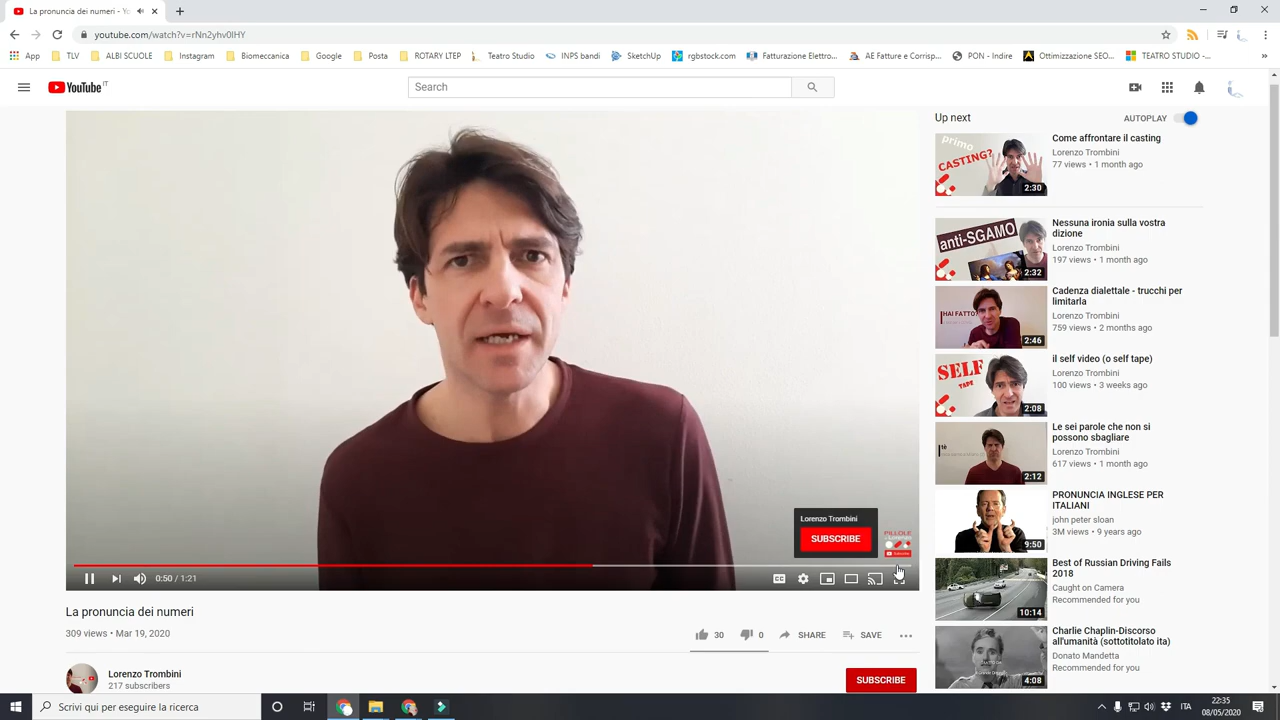 La pronuncia dei numeri - Yo
youtube.com/watch?v=rNn2yhv0lHY
App TLV ALBI SCUOLE Instagram Biomeccanica Google Posta ROTARY LTEP Teatro Studio INPS bandi SketchUp rgbstock.com Fatturazione Elettro... AE Fatture e Corrisp... PON - Indire Ottimizzazione SEO... TEATRO STUDIO -... »
YouTube IT
Search
Up next
AUTOPLAY
primo
CASTING?
2:30
Come affrontare il casting
Lorenzo Trombini
77 views • 1 month ago
anti-SGAMO
2:32
Nessuna ironia sulla vostra
dizione
Lorenzo Trombini
197 views • 1 month ago
HAI FATTO?
2:46
Cadenza dialettale - trucchi per
limitarla
Lorenzo Trombini
759 views • 2 months ago
SELF
TAPE
2:08
il self video (o self tape)
Lorenzo Trombini
100 views • 3 weeks ago
tè
2:12
Le sei parole che non si
possono sbagliare
Lorenzo Trombini
617 views • 1 month ago
9:50
PRONUNCIA INGLESE PER
ITALIANI
john peter sloan
3M views • 9 years ago
10:14
Best of Russian Driving Fails
2018
Caught on Camera
Recommended for you
4:08
Charlie Chaplin-Discorso
all'umanità (sottotitolato ita)
Donato Mandetta
Recommended for you
Lorenzo Trombini
SUBSCRIBE
PILLOLE
Subscribe
0:50 / 1:21
CC
La pronuncia dei numeri
309 views • Mar 19, 2020
30 0 SHARE SAVE
Lorenzo Trombini
217 subscribers
SUBSCRIBE
Scrivi qui per eseguire la ricerca
ITA
22:35
08/05/2020